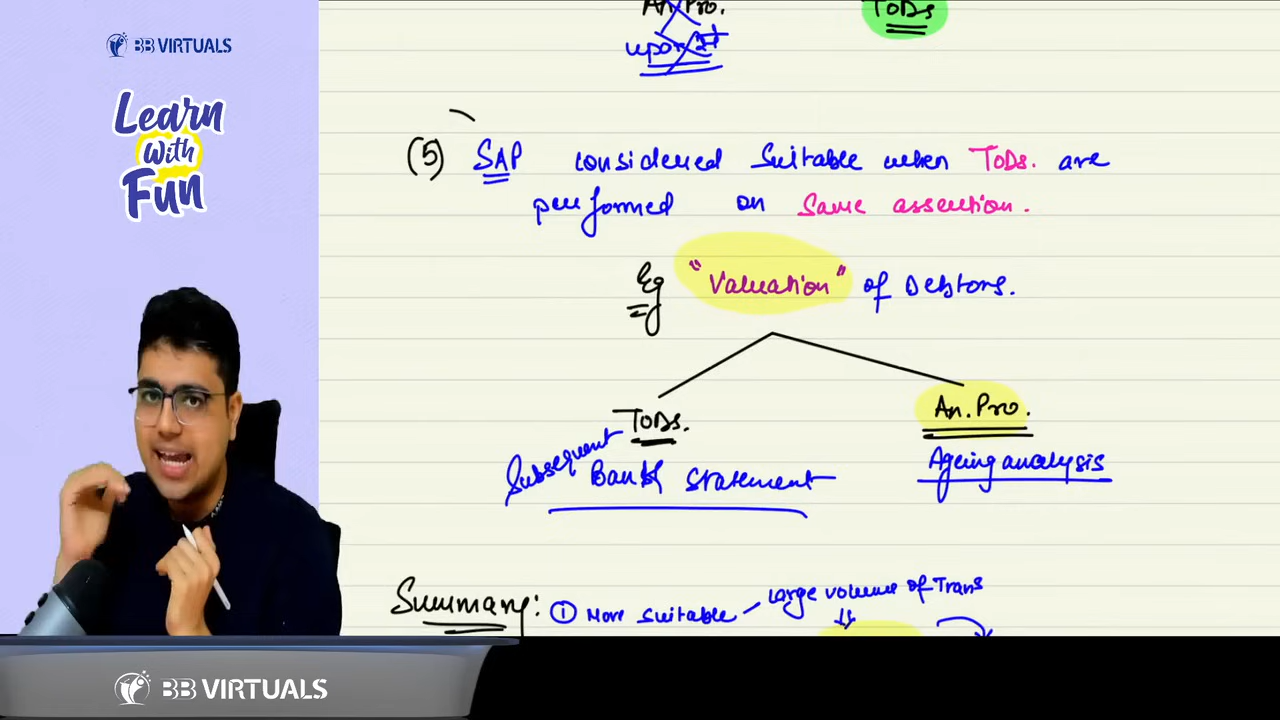 BB VIRTUALS
Learn
With
Fun
An. Pro.
upon it
ToDs
(5) SAP considered suitable when ToDs. are
performed on same assertion.
Eg "Valuation" of Debtors.
ToDs.
Subsequent
Bank statement
An. Pro.
Ageing analysis
Summary: ① More suitable – large volume of Trans
BB VIRTUALS